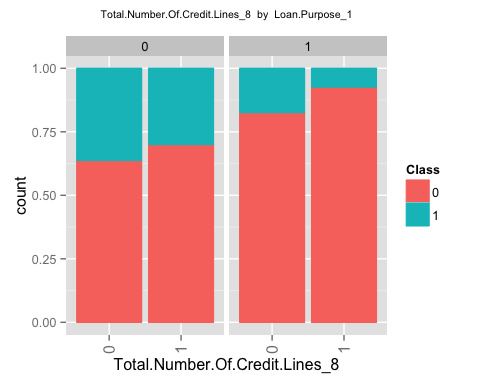 Total.Number.Of.Credit.Lines_8 by Loan.Purpose_1
0 1
1.00
0.75
0.50
0.25
0.00
count
0 1 0 1
Total.Number.Of.Credit.Lines_8
Class
0
1